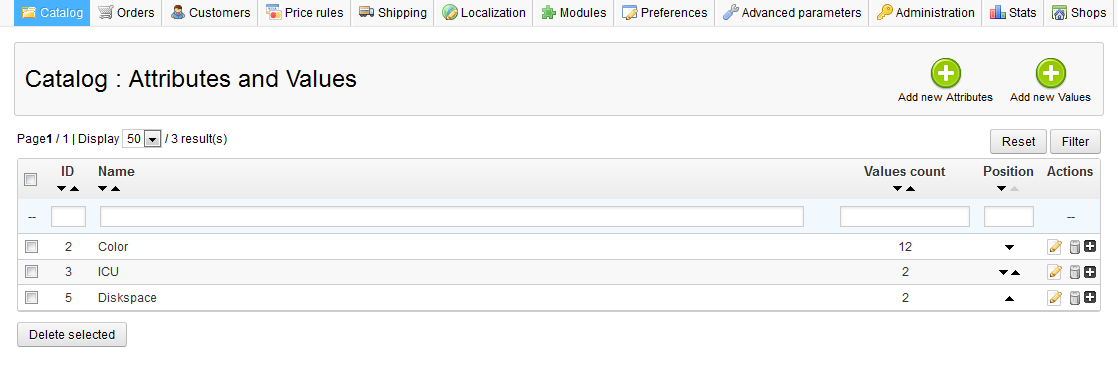 Catalog Orders Customers Price rules Shipping Localization Modules Preferences Advanced parameters Administration Stats Shops
Catalog : Attributes and Values
Add new Attributes Add new Values
Page1 / 1 | Display 50 / 3 result(s)
Reset Filter
ID Name Values count Position Actions
-- --
2 Color 12
3 ICU 2
5 Diskspace 2
Delete selected